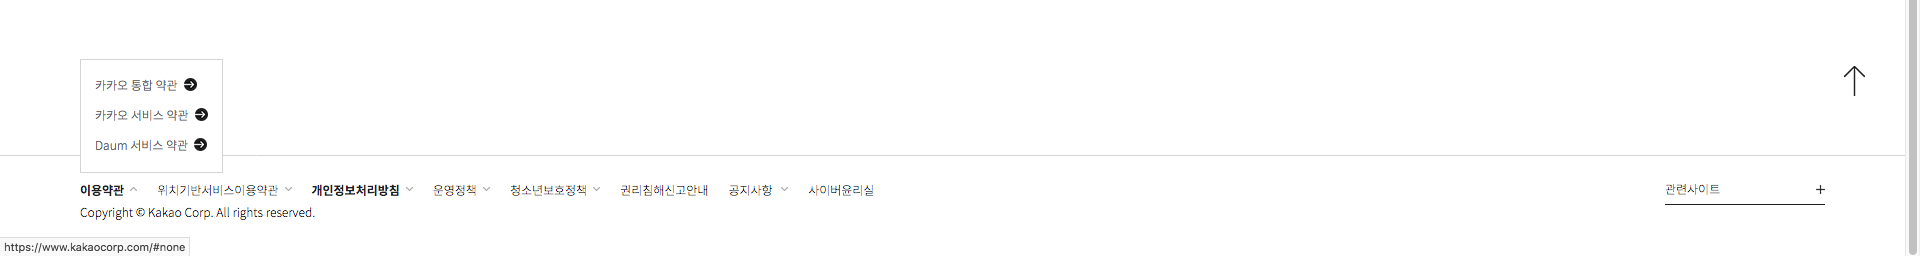 카카오 통합 약관
카카오 서비스 약관
Daum 서비스 약관
이용약관 위치기반서비스이용약관 개인정보처리방침 운영정책 청소년보호정책 권리침해신고안내 공지사항 사이버윤리실 관련사이트
Copyright © Kakao Corp. All rights reserved.
https://www.kakaocorp.com/#none